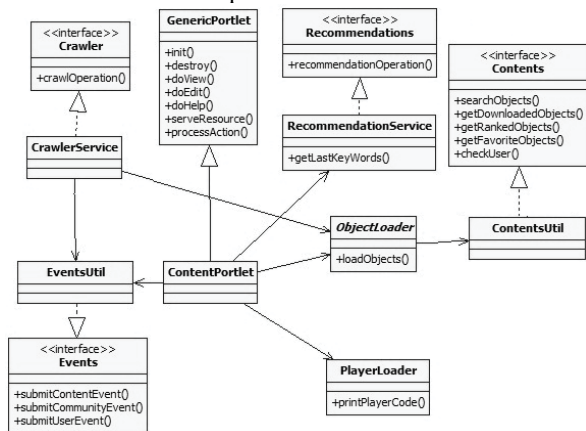 <<interface>>
Crawler
+crawlOperation()
GenericPortlet
+init()
+destroy()
+doView()
+doEdit()
+doHelp()
+serveResource()
+processAction()
<<interface>>
Recommendations
+recommendationOperation()
<<interface>>
Contents
+searchObjects()
+getDownloadedObjects()
+getRankedObjects()
+getFavoriteObjects()
+checkUser()
CrawlerService
RecommendationService
+getLastKeyWords()
ObjectLoader
+loadObjects()
ContentsUtil
EventsUtil
ContentPortlet
<<interface>>
Events
+submitContentEvent()
+submitCommunityEvent()
+submitUserEvent()
PlayerLoader
+printPlayerCode()